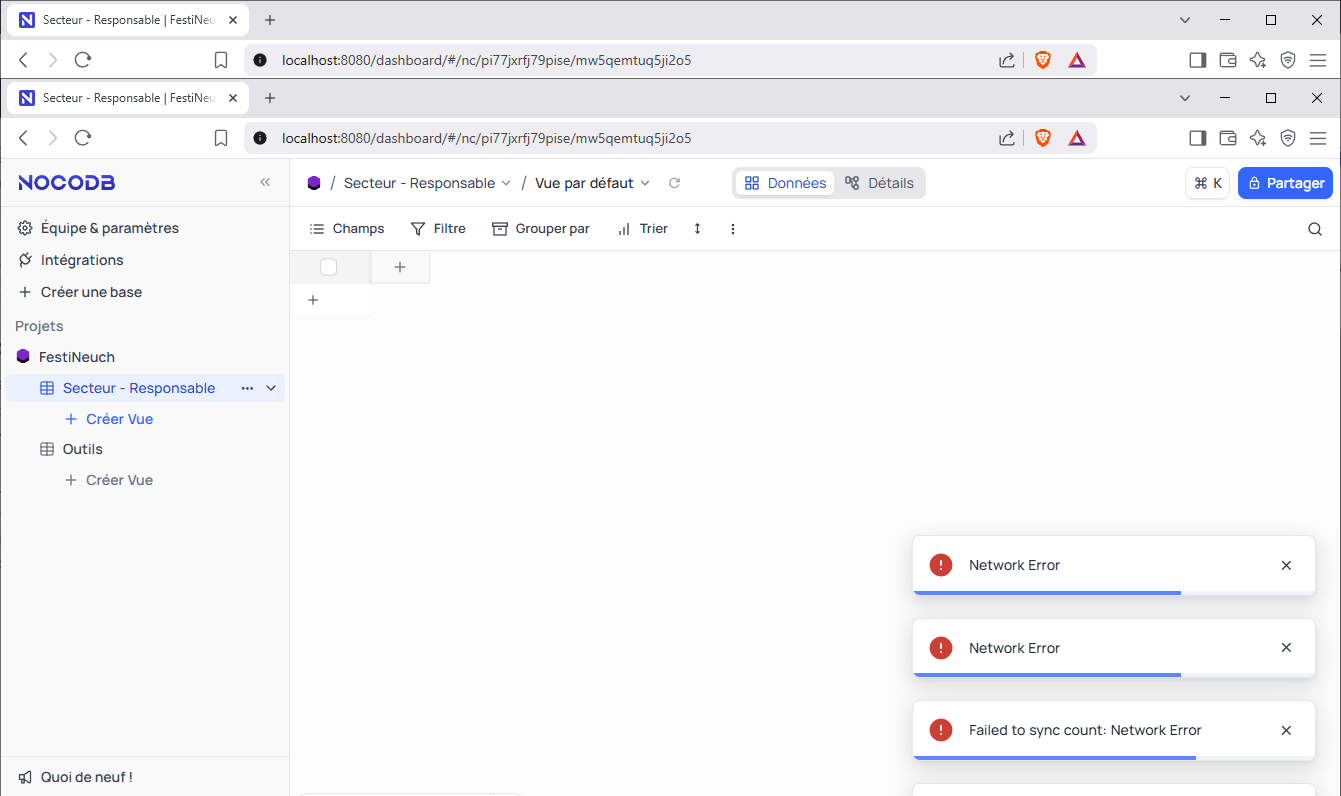 Secteur - Responsable | FestiNeu
localhost:8080/dashboard/#/nc/pi77jxrfj79pise/mw5qemtuq5ji2o5
Secteur - Responsable | FestiNeu
localhost:8080/dashboard/#/nc/pi77jxrfj79pise/mw5qemtuq5ji2o5
NOCODB
/ Secteur - Responsable / Vue par défaut
Données Détails
⌘ K
Partager
Équipe & paramètres
Intégrations
Créer une base
Projets
FestiNeuch
Secteur - Responsable
Créer Vue
Outils
Créer Vue
Quoi de neuf !
Champs Filtre Grouper par Trier
Network Error
Network Error
Failed to sync count: Network Error